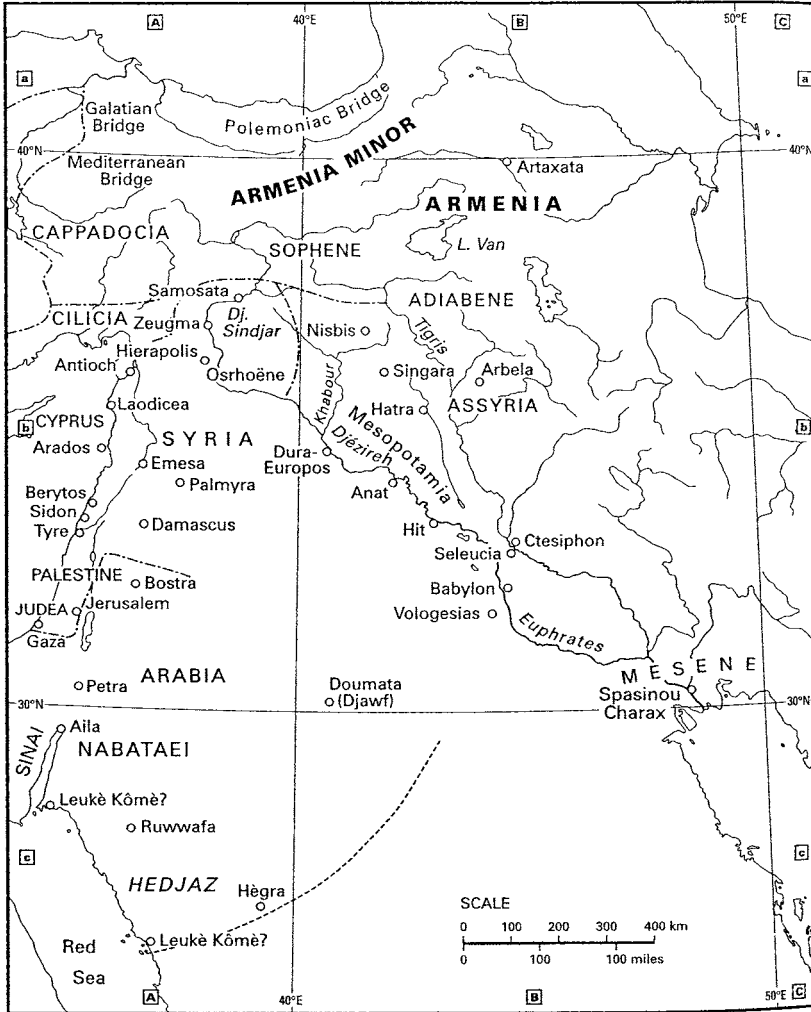 40°E
50°E
A
B
C
a
a
Galatian
Bridge
Polemoniac Bridge
40°N
Mediterranean
Bridge
40°N
ARMENIA MINOR
Artaxata
ARMENIA
CAPPADOCIA
L. Van
SOPHENE
Samosata
ADIABENE
CILICIA
Zeugma
Dj.
Sindjar
Nisbis
Tigris
Hierapolis
Antioch
Osrhoëne
Singara
Arbela
Khabour
Laodicea
Hatra
ASSYRIA
CYPRUS
b
b
SYRIA
Mesopotamia
Djézireh
Arados
Dura-
Europos
Emesa
Palmyra
Anat
Berytos
Sidon
Tyre
Damascus
Hit
Ctesiphon
Seleucia
PALESTINE
Bostra
Babylon
JUDEA
Jerusalem
Vologesias
Gaza
Euphrates
MESENE
ARABIA
Petra
Doumata
(Djawf)
Spasinou
Charax
30°N
30°N
Aila
SINAI
NABATAEI
Leukè Kômè?
Ruwwafa
c
c
HEDJAZ
Hègra
SCALE
0 100 200 300 400 km
0 100 100 miles
Leukè Kômè?
Red
Sea
A
40°E
B
50°E
C